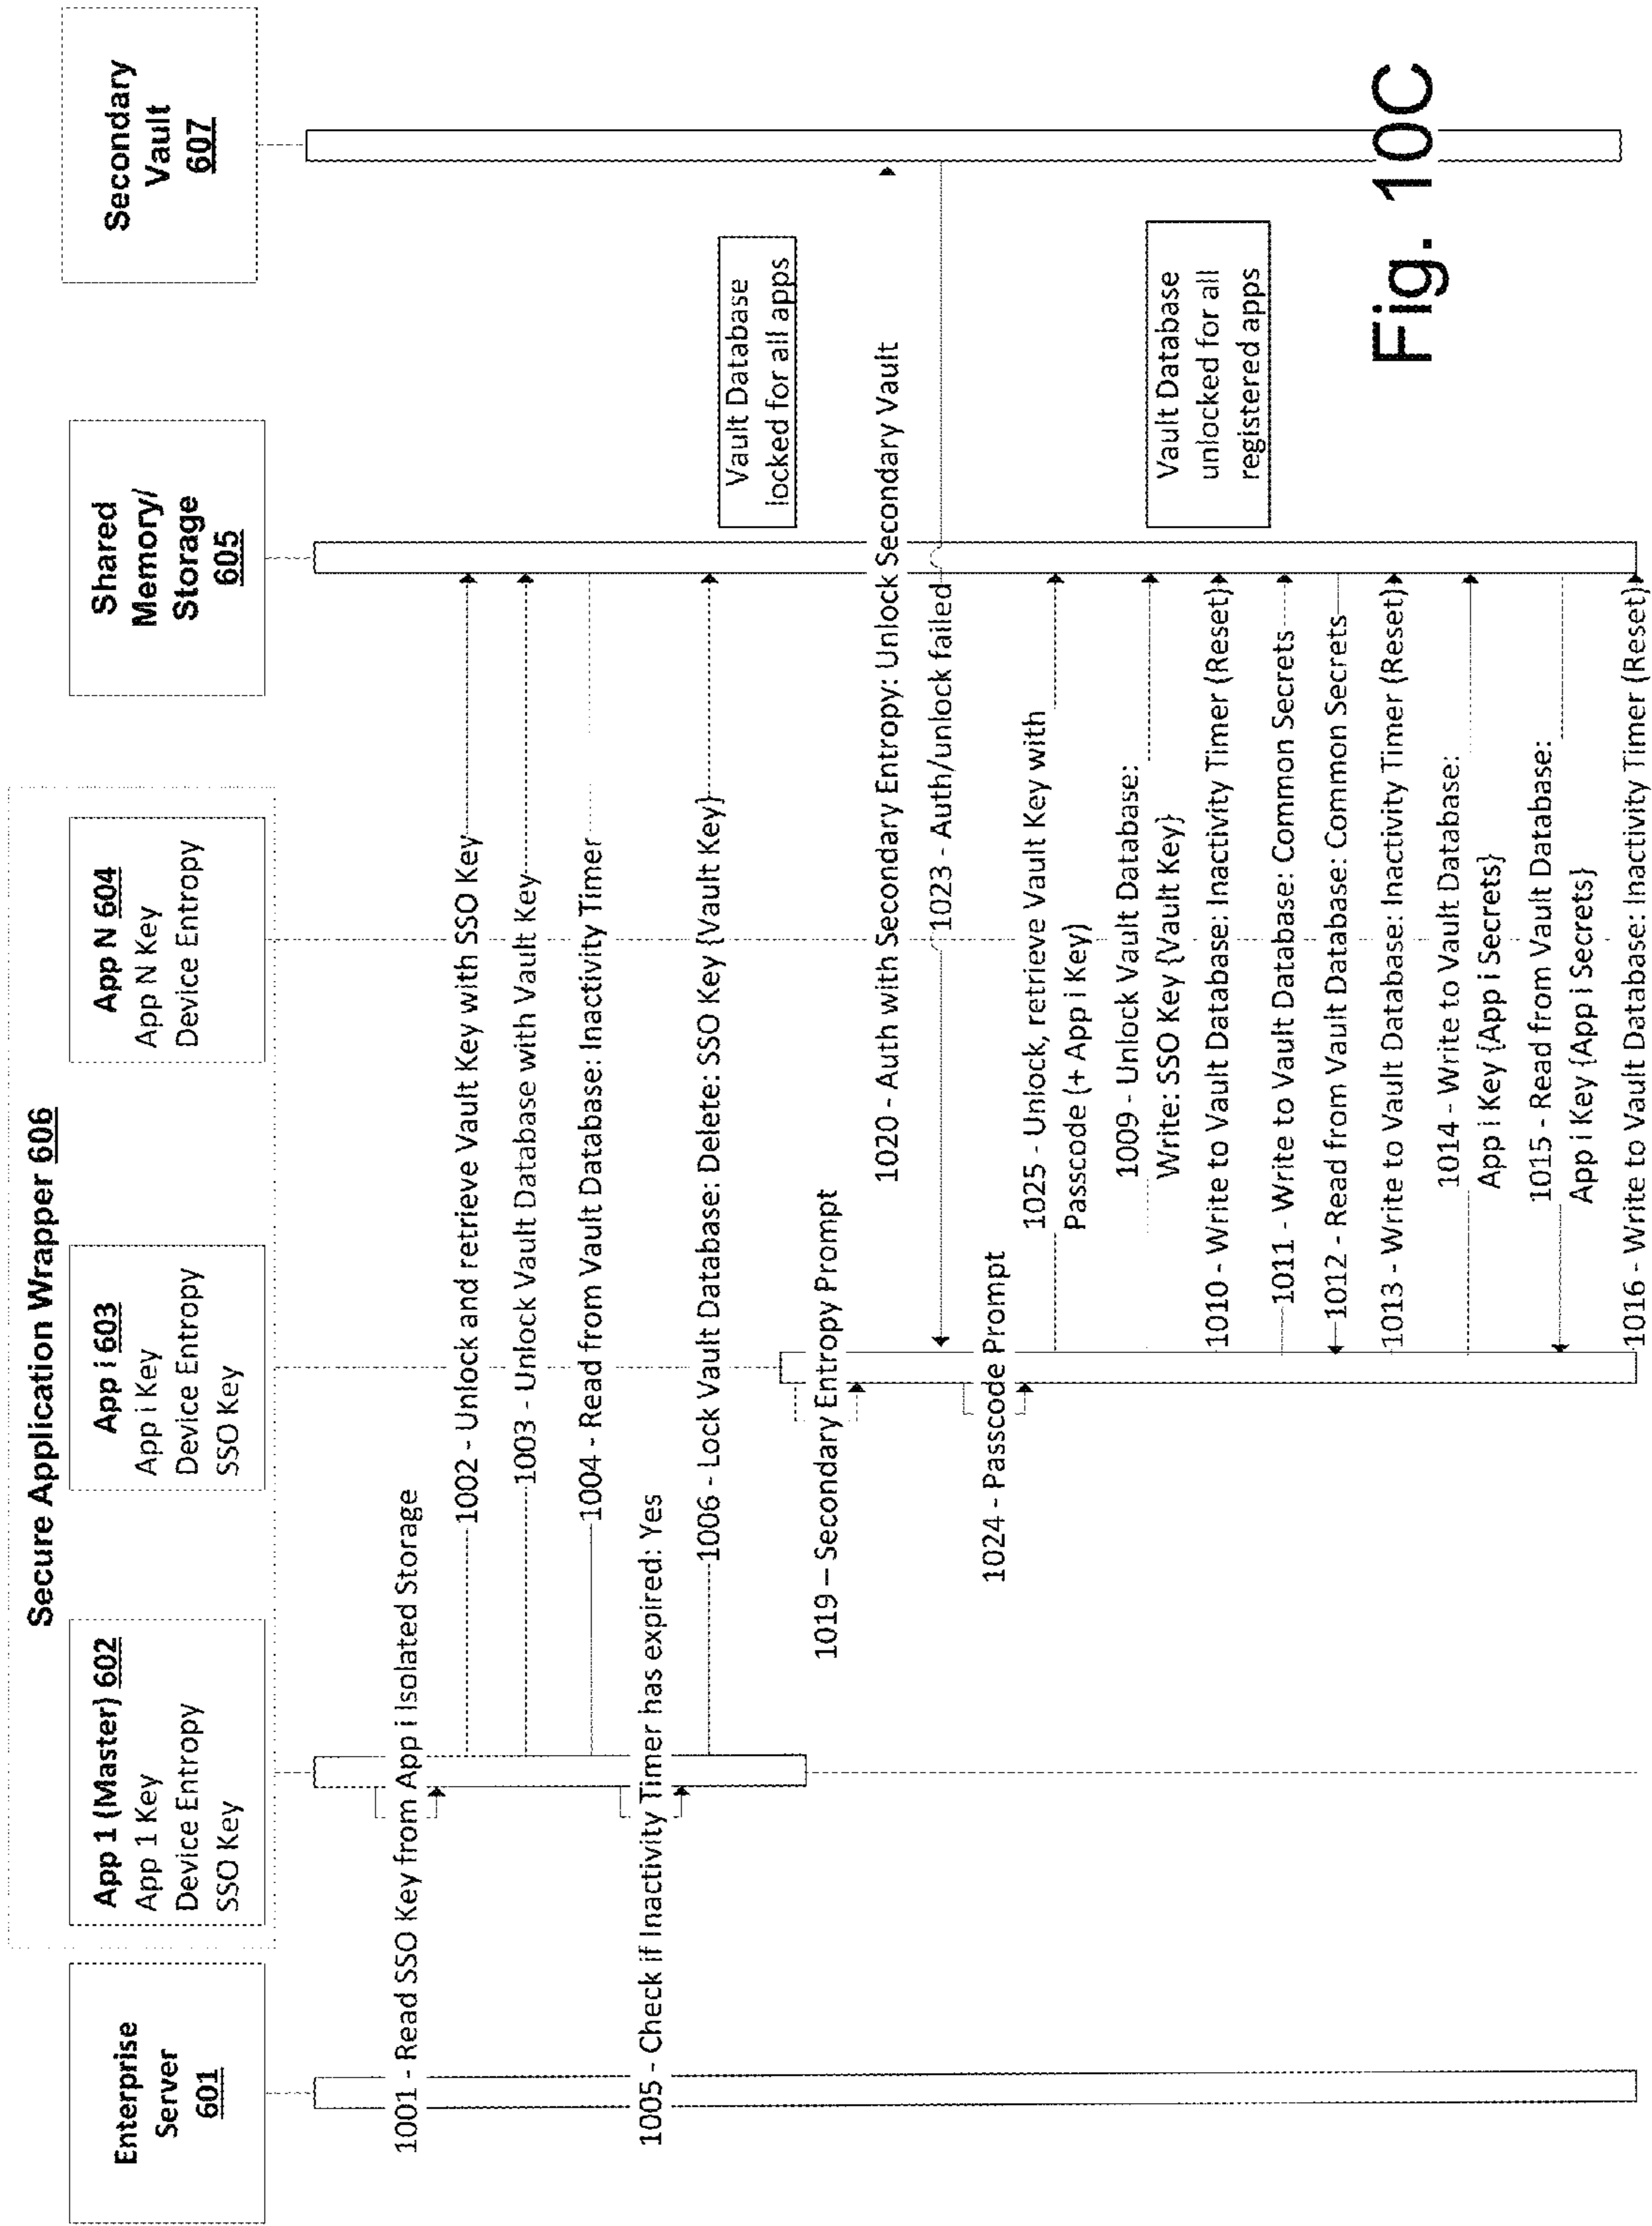 Secure Application Wrapper 606
Enterprise
Server
601
App 1 (Master) 602
App 1 Key
Device Entropy
SSO Key
App i 603
App i Key
Device Entropy
SSO Key
App N 604
App N Key
Device Entropy
Shared
Memory/
Storage
605
Secondary
Vault
607
1001 - Read SSO Key from App i Isolated Storage
1002 - Unlock and retrieve Vault Key with SSO Key
1003 - Unlock Vault Database with Vault Key
1004 - Read from Vault Database: Inactivity Timer
1005 - Check if Inactivity Timer has expired: Yes
1006 - Lock Vault Database: Delete: SSO Key {Vault Key}
Vault Database
locked for all apps
1019 – Secondary Entropy Prompt
1020 - Auth with Secondary Entropy: Unlock Secondary Vault
1023 - Auth/unlock failed
1024 - Passcode Prompt
1025 - Unlock, retrieve Vault Key with
Passcode (+ App i Key)
1009 - Unlock Vault Database:
Write: SSO Key {Vault Key}
Vault Database
unlocked for all
registered apps
1010 - Write to Vault Database: Inactivity Timer (Reset)
1011 - Write to Vault Database: Common Secrets
1012 - Read from Vault Database: Common Secrets
1013 - Write to Vault Database: Inactivity Timer (Reset)
1014 - Write to Vault Database:
App i Key {App i Secrets}
1015 - Read from Vault Database:
App i Key {App i Secrets}
1016 - Write to Vault Database: Inactivity Timer (Reset)
Fig. 10C